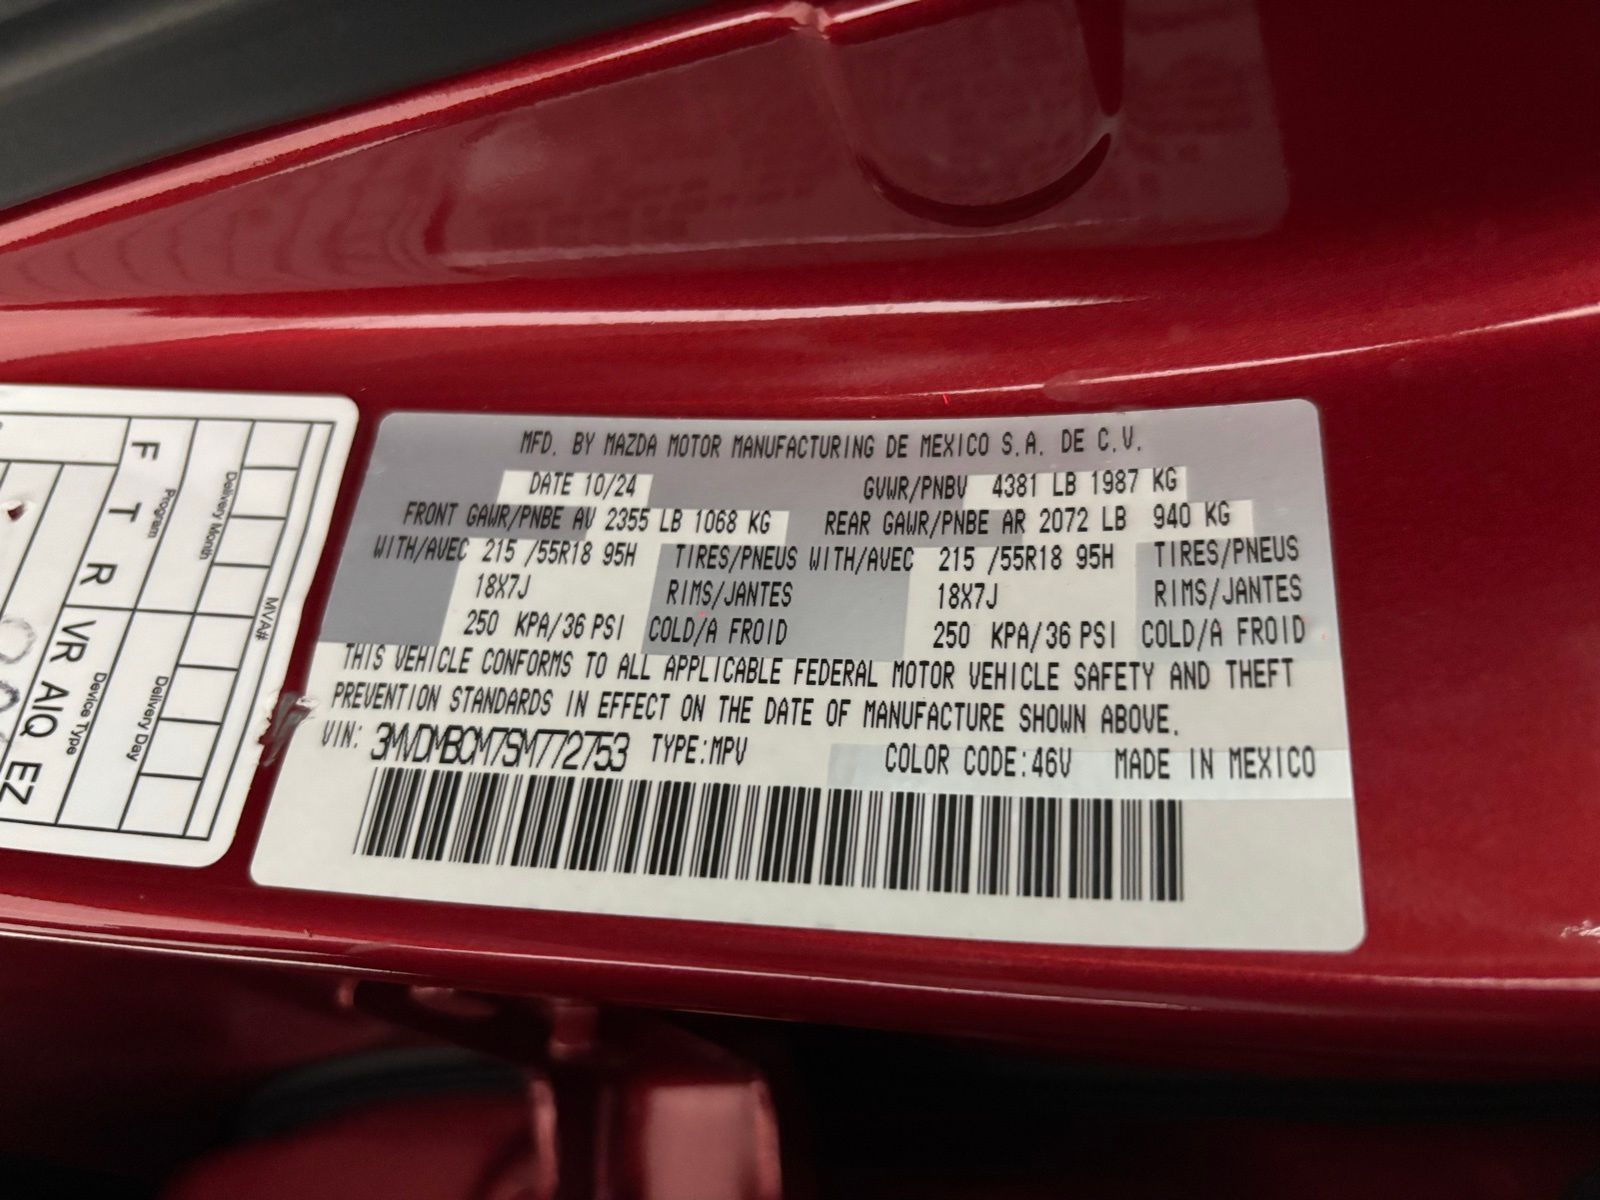 MFD. BY MAZDA MOTOR MANUFACTURING DE MEXICO S.A. DE C.V.
DATE 10/24 GVWR/PNBV 4381 LB 1987 KG
FRONT GAWR/PNBE AV 2355 LB 1068 KG REAR GAWR/PNBE AR 2072 LB 940 KG
WITH/AVEC 215 /55R18 95H TIRES/PNEUS WITH/AVEC 215 /55R18 95H TIRES/PNEUS
18X7J RIMS/JANTES 18X7J RIMS/JANTES
250 KPA/36 PSI COLD/A FROID 250 KPA/36 PSI COLD/A FROID
THIS VEHICLE CONFORMS TO ALL APPLICABLE FEDERAL MOTOR VEHICLE SAFETY AND THEFT
PREVENTION STANDARDS IN EFFECT ON THE DATE OF MANUFACTURE SHOWN ABOVE.
VIN: 3MVDMBCM7SM772753 TYPE:MPV COLOR CODE:46V MADE IN MEXICO
MVA#
Delivery Month
Delivery Day
Program
Device Type
F T R VR AIQ EZ